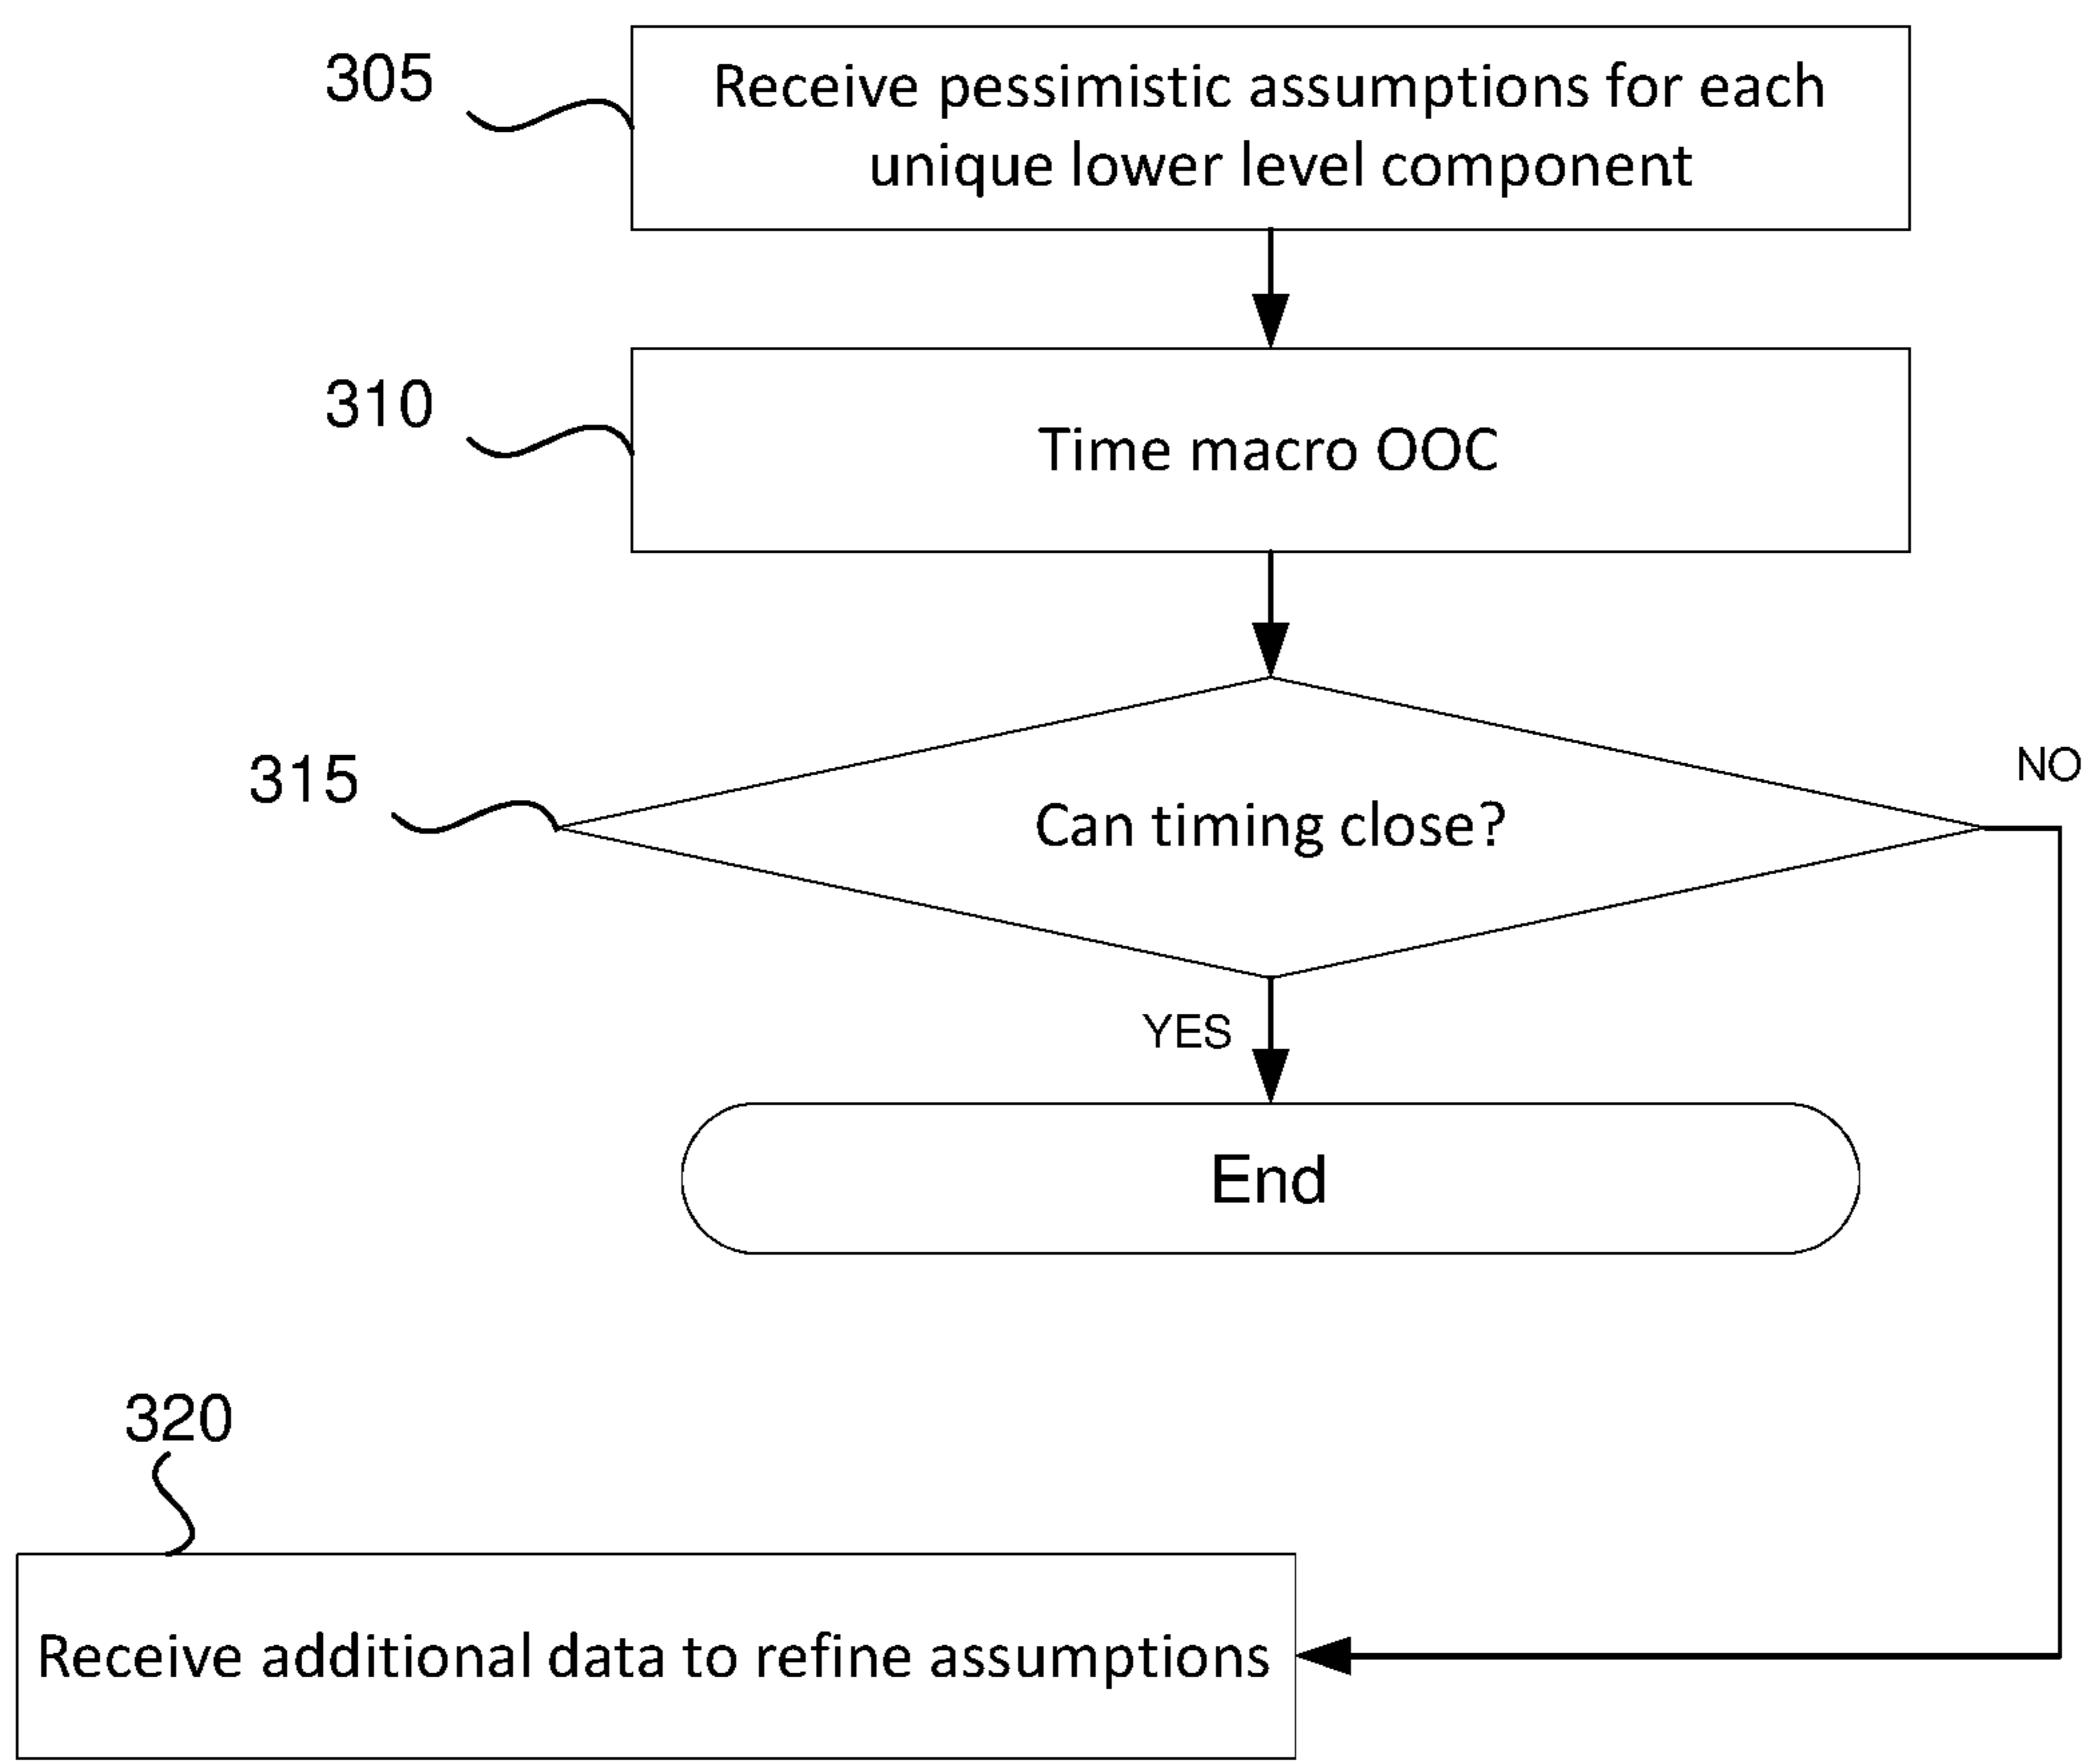 305
Receive pessimistic assumptions for each
unique lower level component
310
Time macro OOC
315
Can timing close?
NO
YES
End
320
Receive additional data to refine assumptions